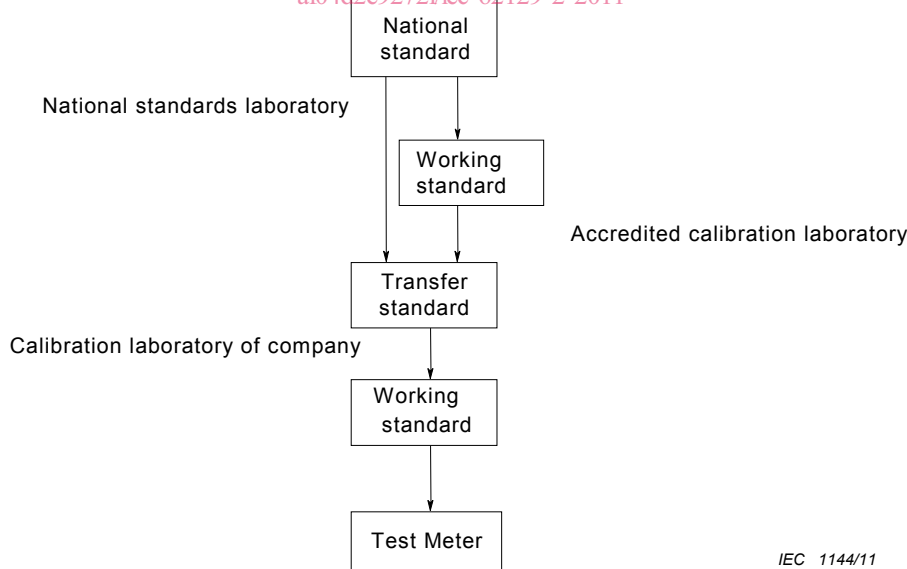 National
standard
National standards laboratory
Working
standard
Accredited calibration laboratory
Transfer
standard
Calibration laboratory of company
Working
standard
Test Meter
IEC 1144/11